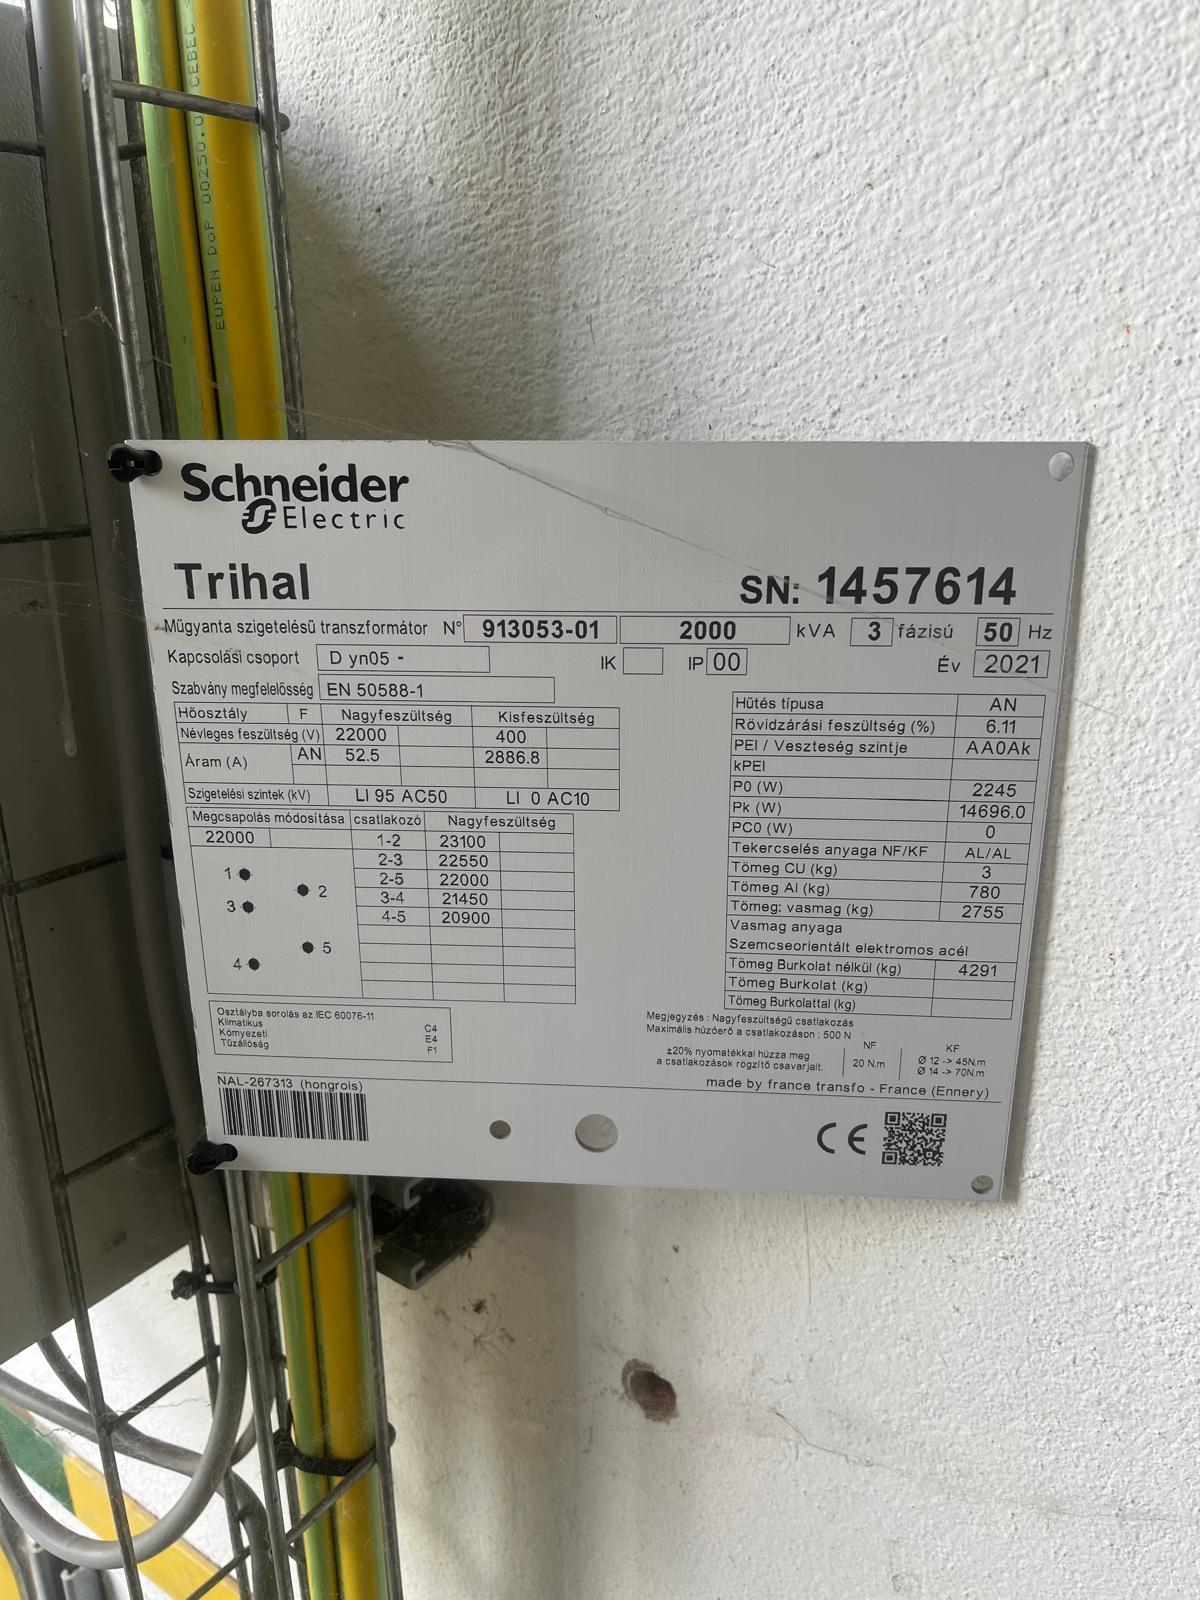 CEBEC
EUPEN DoP 00250.0
Schneider
Electric
Trihal SN: 1457614
Műgyanta szigetelésű transzformátor N° 913053-01 2000 kVA 3 fázisú 50 Hz
Kapcsolási csoport D yn05 - IK IP 00 Év 2021
Szabvány megfelelősség EN 50588-1
Hőosztály F Nagyfeszültség Kisfeszültség
Névleges feszültség (V) 22000 400
Áram (A) AN 52.5 2886.8
Szigetelési szintek (kV) LI 95 AC50 LI 0 AC10
Megcsapolás módosítása csatlakozó Nagyfeszültség
22000 1-2 23100
2-3 22550
2-5 22000
3-4 21450
4-5 20900
1
2
3
5
4
Hűtés típusa AN
Rövidzárási feszültség (%) 6.11
PEI / Veszteség szintje AA0Ak
kPEI
P0 (W) 2245
Pk (W) 14696.0
PC0 (W) 0
Tekercselés anyaga NF/KF AL/AL
Tömeg CU (kg) 3
Tömeg Al (kg) 780
Tömeg: vasmag (kg) 2755
Vasmag anyaga
Szemcseorientált elektromos acél
Tömeg Burkolat nélkül (kg) 4291
Tömeg Burkolat (kg)
Tömeg Burkolattal (kg)
Osztályba sorolás az IEC 60076-11
Klimatikus C4
Környezeti E4
Tűzállóság F1
Megjegyzés : Nagyfeszültségű csatlakozás
Maximális húzóerő a csatlakozáson : 500 N
NF KF
±20% nyomatékkal húzza meg
a csatlakozások rögzítő csavarjait.
20 N.m
Ø 12 -> 45N.m
Ø 14 -> 70N.m
NAL-267313 (hongrois)
made by france transfo - France (Ennery)
CE